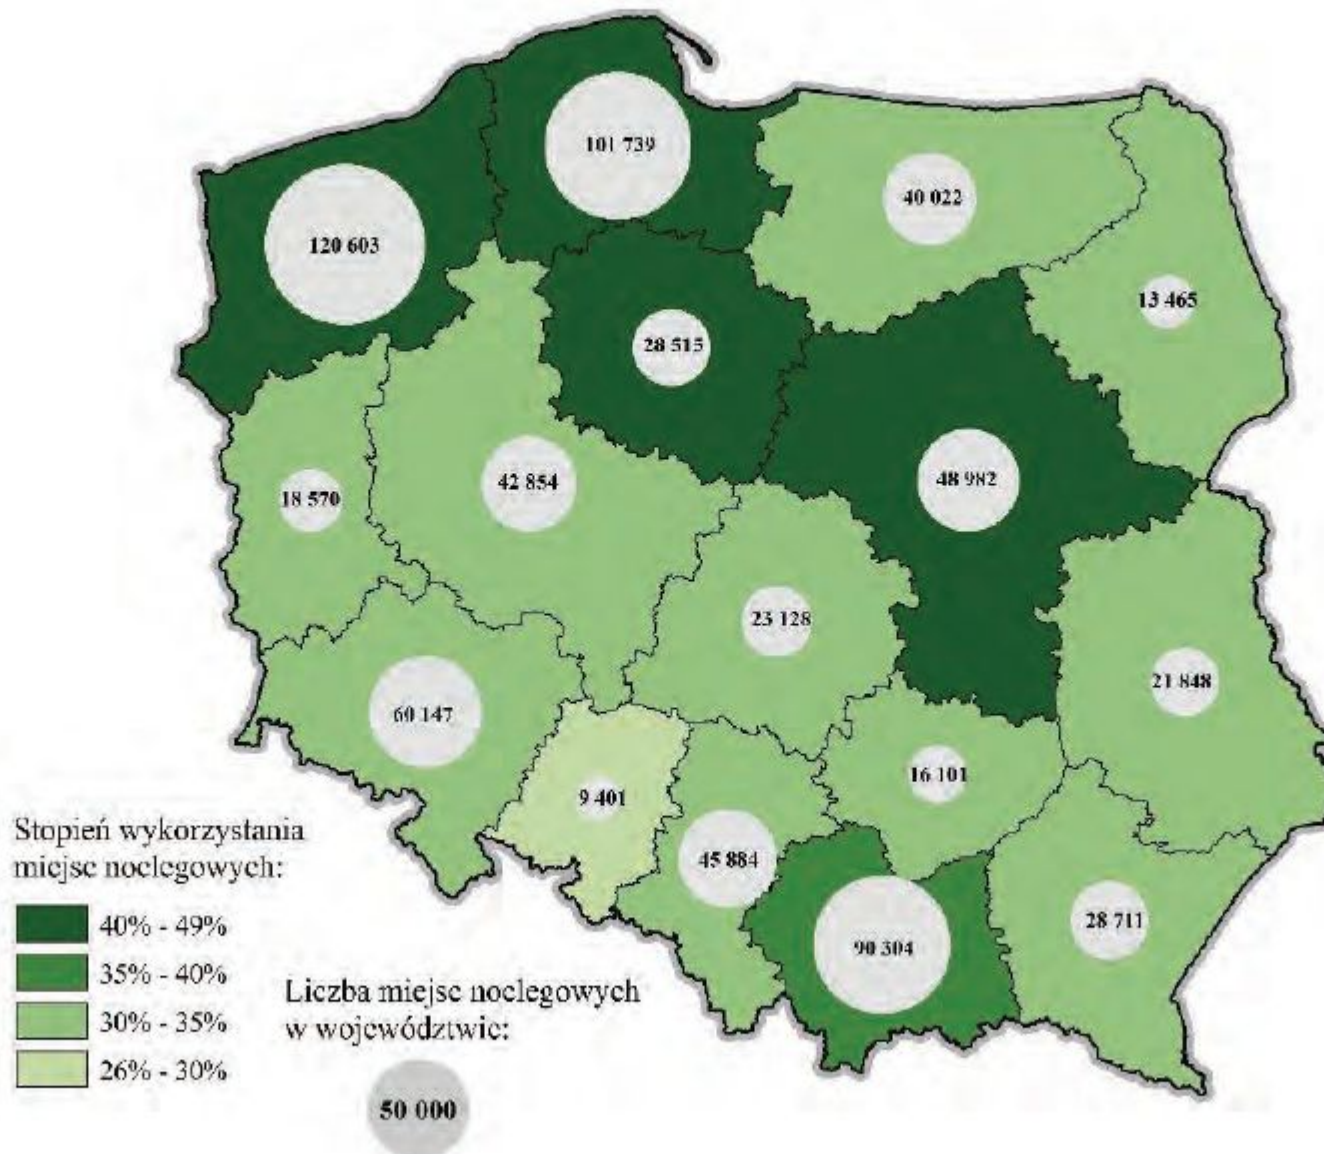 101 739
40 022
120 603
13 465
28 515
42 854
48 982
18 570
23 128
21 848
60 147
16 101
9 401
45 884
28 711
90 304
Stopień wykorzystania
miejsc noclegowych:
40% - 49%
35% - 40%
30% - 35%
26% - 30%
Liczba miejsc noclegowych
w województwie:
50 000